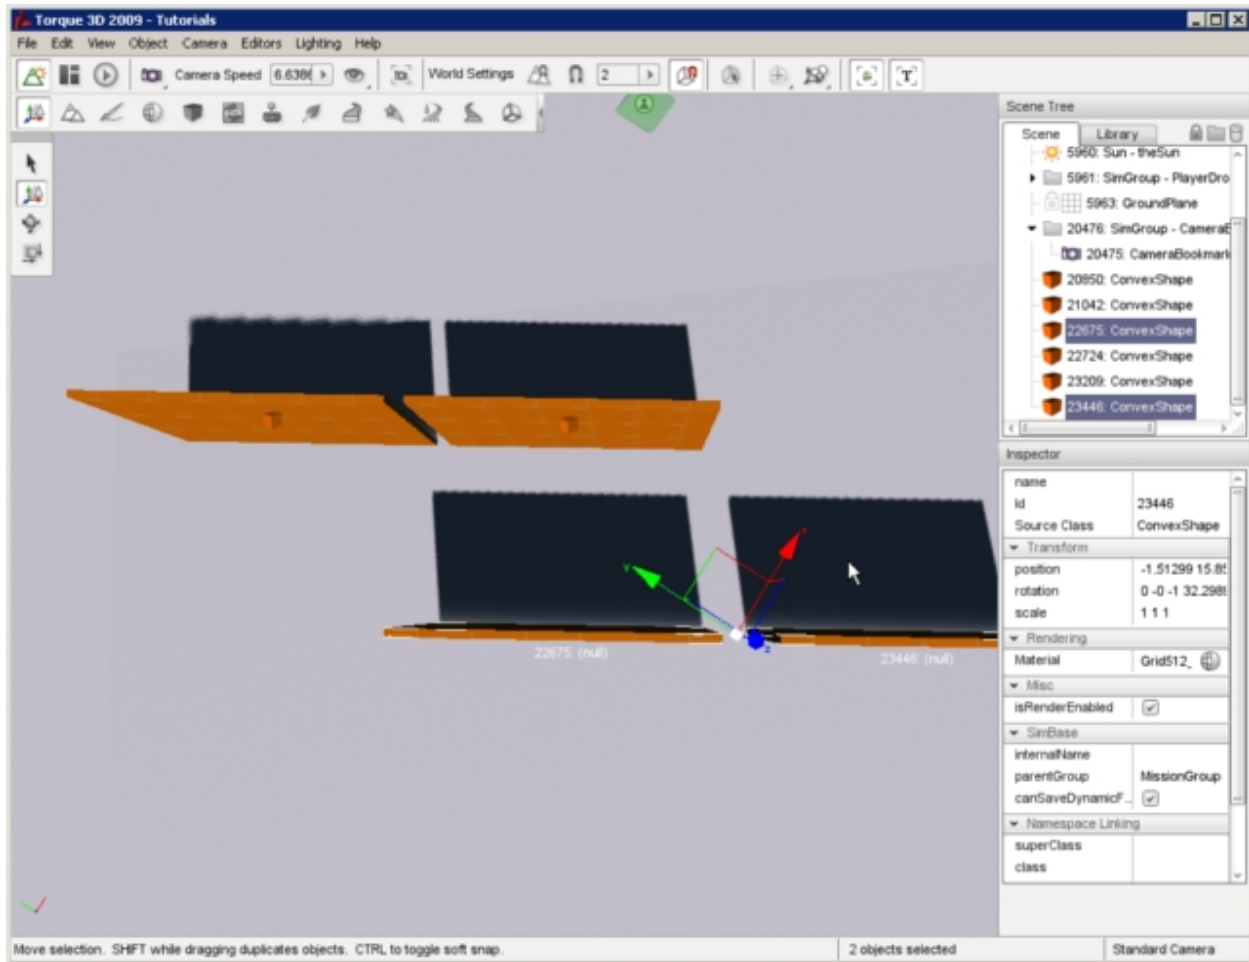 Torque 3D 2009 - Tutorials
File Edit View Object Camera Editors Lighting Help
Camera Speed 6.6386 World Settings 2
Scene Tree
Scene Library
5960: Sun - theSun
5961: SimGroup - PlayerDro
5963: GroundPlane
20476: SimGroup - CameraB
20475: CameraBookmark
20850: ConvexShape
21042: ConvexShape
22675: ConvexShape
22724: ConvexShape
23209: ConvexShape
23446: ConvexShape
Inspector
name
Id 23446
Source Class ConvexShape
Transform
position -1.51299 15.85
rotation 0 -0 -1 32.298
scale 1 1 1
Rendering
Material Grid512_
Misc
isRenderEnabled
SimBase
internalName
parentGroup MissionGroup
canSaveDynamicF...
Namespace Linking
superClass
class
Y
X
Z
22675: (null) 23446: (null)
Move selection. SHIFT while dragging duplicates objects. CTRL to toggle soft snap. 2 objects selected Standard Camera